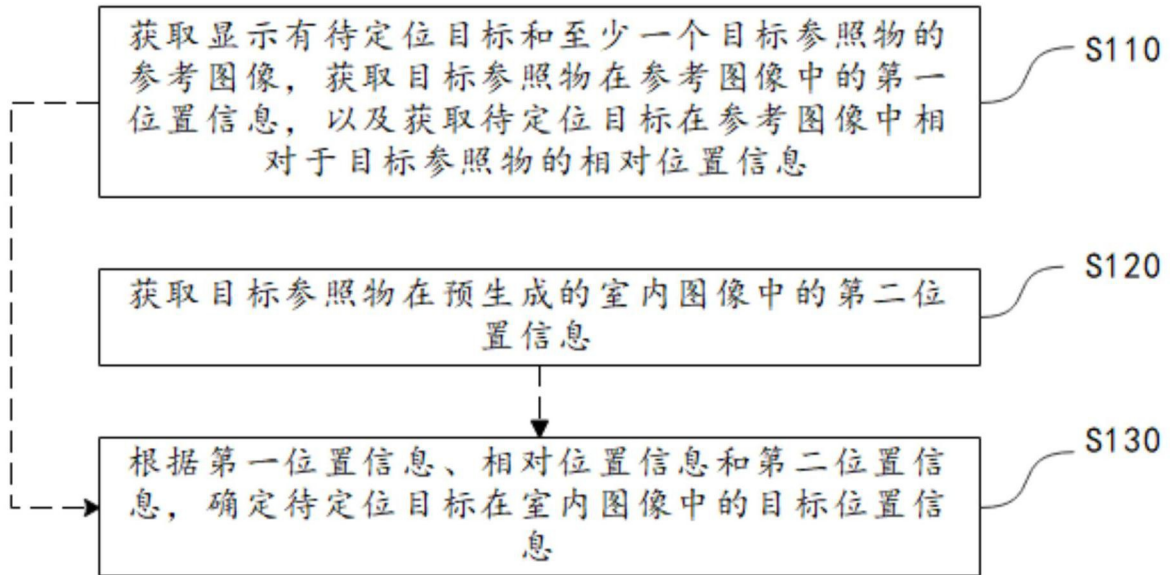 获取显示有待定位目标和至少一个目标参照物的
参考图像，获取目标参照物在参考图像中的第一
位置信息，以及获取待定位目标在参考图像中相
对于目标参照物的相对位置信息
S110
获取目标参照物在预生成的室内图像中的第二位
置信息
S120
根据第一位置信息、相对位置信息和第二位置信
息，确定待定位目标在室内图像中的目标位置信
息
S130